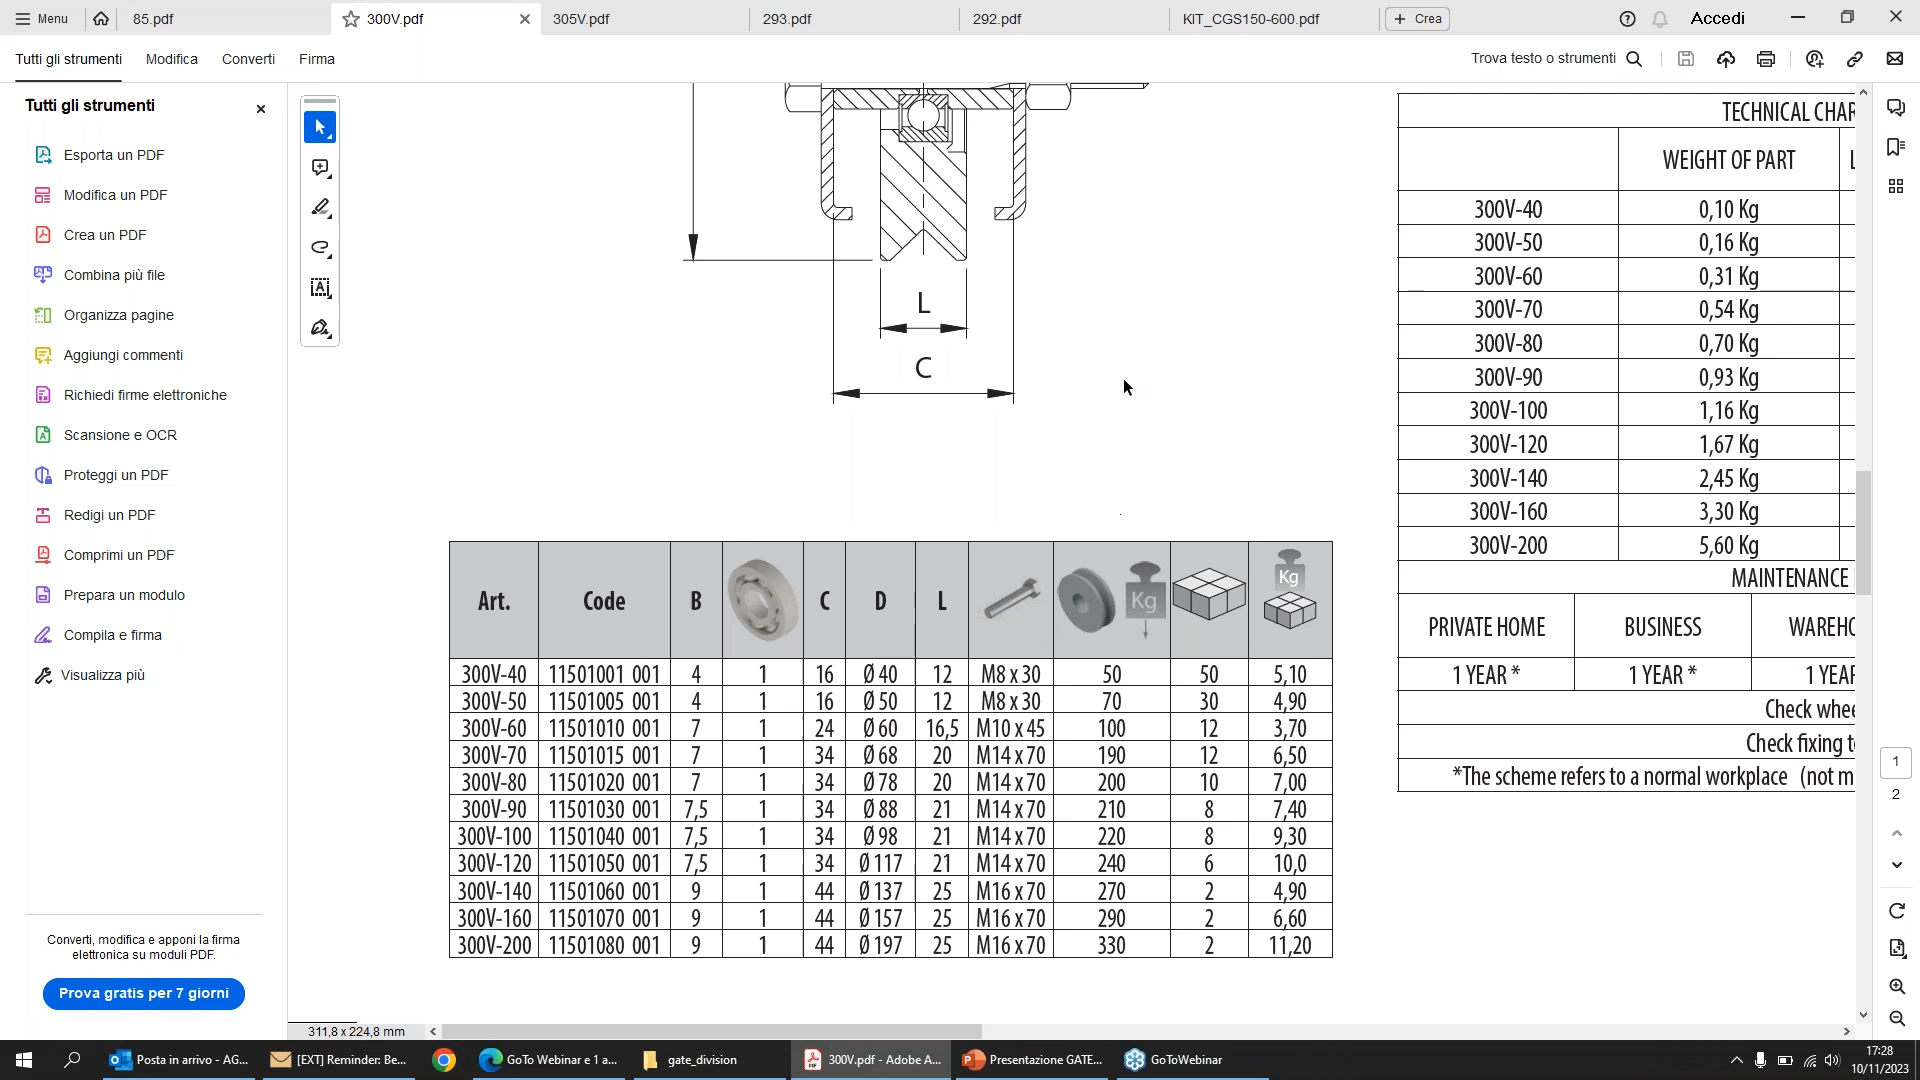 Menu
85.pdf
300V.pdf
305V.pdf
293.pdf
292.pdf
KIT_CGS150-600.pdf
Crea
Accedi
Tutti gli strumenti
Modifica
Converti
Firma
Trova testo o strumenti
Tutti gli strumenti
Esporta un PDF
Modifica un PDF
Crea un PDF
Combina più file
Organizza pagine
Aggiungi commenti
Richiedi firme elettroniche
Scansione e OCR
Proteggi un PDF
Redigi un PDF
Comprimi un PDF
Prepara un modulo
Compila e firma
Visualizza più
Converti, modifica e apponi la firma
elettronica su moduli PDF.
Prova gratis per 7 giorni
L
C
Art. Code B C D L Kg Kg
300V-40 11501001 001 4 1 16 Ø 40 12 M8 x 30 50 50 5,10
300V-50 11501005 001 4 1 16 Ø 50 12 M8 x 30 70 30 4,90
300V-60 11501010 001 7 1 24 Ø 60 16,5 M10 x 45 100 12 3,70
300V-70 11501015 001 7 1 34 Ø 68 20 M14 x 70 190 12 6,50
300V-80 11501020 001 7 1 34 Ø 78 20 M14 x 70 200 10 7,00
300V-90 11501030 001 7,5 1 34 Ø 88 21 M14 x 70 210 8 7,40
300V-100 11501040 001 7,5 1 34 Ø 98 21 M14 x 70 220 8 9,30
300V-120 11501050 001 7,5 1 34 Ø 117 21 M14 x 70 240 6 10,0
300V-140 11501060 001 9 1 44 Ø 137 25 M16 x 70 270 2 4,90
300V-160 11501070 001 9 1 44 Ø 157 25 M16 x 70 290 2 6,60
300V-200 11501080 001 9 1 44 Ø 197 25 M16 x 70 330 2 11,20
TECHNICAL CHAR
WEIGHT OF PART L
300V-40 0,10 Kg
300V-50 0,16 Kg
300V-60 0,31 Kg
300V-70 0,54 Kg
300V-80 0,70 Kg
300V-90 0,93 Kg
300V-100 1,16 Kg
300V-120 1,67 Kg
300V-140 2,45 Kg
300V-160 3,30 Kg
300V-200 5,60 Kg
MAINTENANCE
PRIVATE HOME BUSINESS WAREHO
1 YEAR * 1 YEAR * 1 YEAR
Check whee
Check fixing t
*The scheme refers to a normal workplace (not m
1
2
311,8 x 224,8 mm
Posta in arrivo - AG...
[EXT] Reminder: Be...
GoTo Webinar e 1 a...
gate_division
300V.pdf - Adobe A...
Presentazione GATE...
GoToWebinar
17:28
10/11/2023